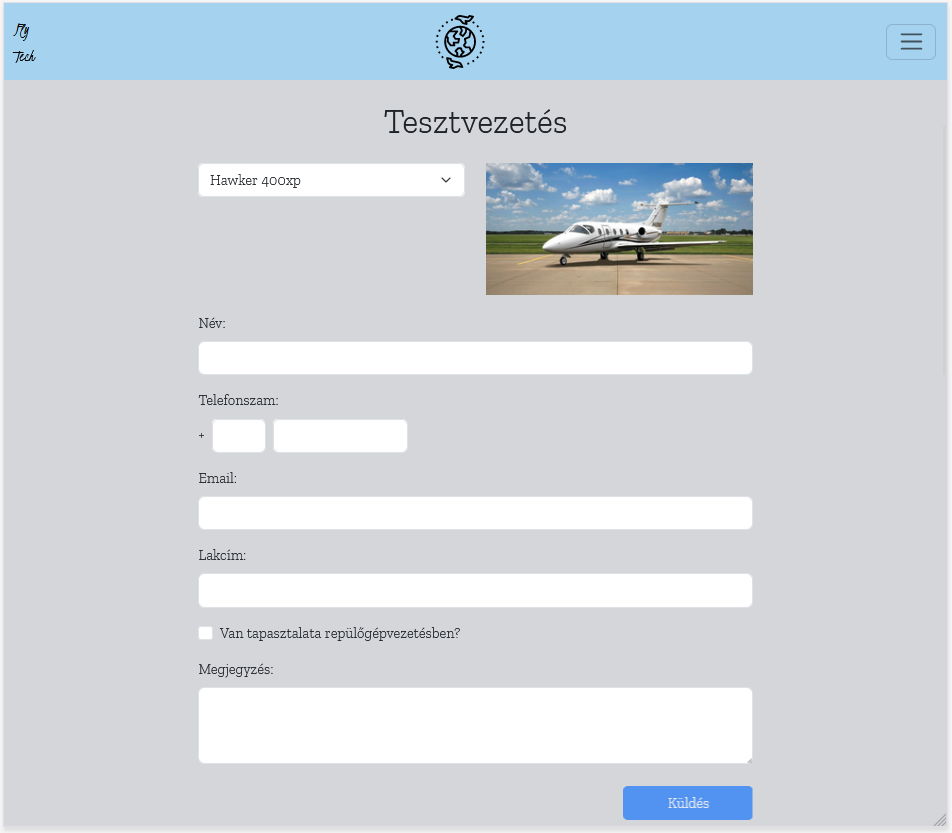 Fly
Tech
Tesztvezetés
Hawker 400xp
Név:
Telefonszam:
+
Email:
Lakcím:
Van tapasztalata repülőgépvezetésben?
Megjegyzés:
Küldés